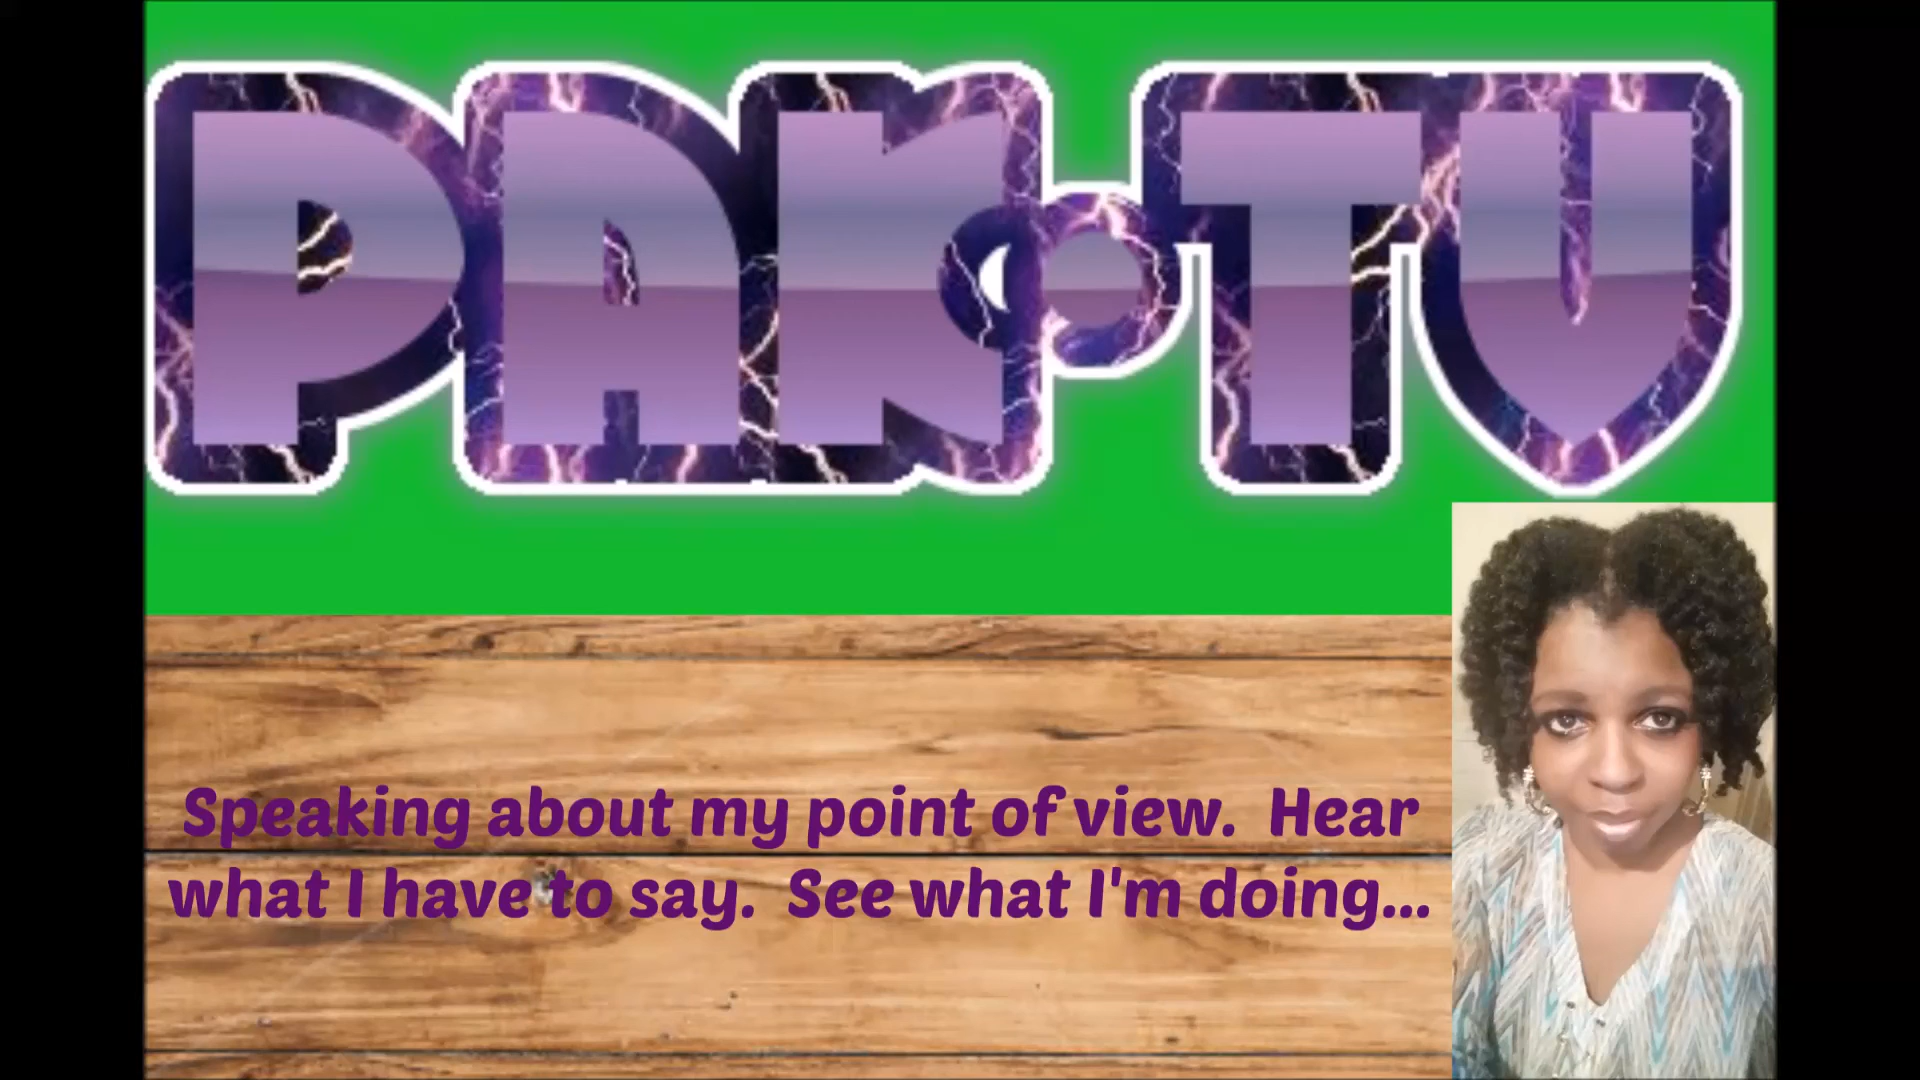 PAK•TV
Speaking about my point of view.  Hear
what I have to say.  See what I'm doing...